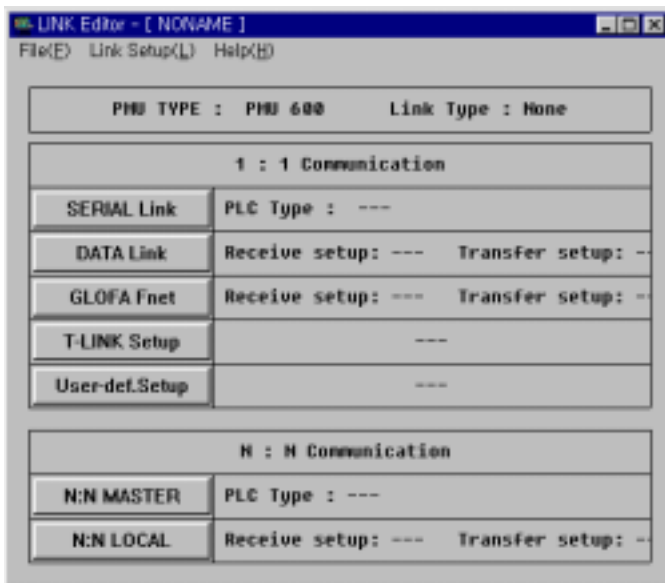 LINK Editor - [ NONAME ]
File(F) Link Setup(L) Help(H)
PMU TYPE : PMU 600 Link Type : None
1 : 1 Communication
SERIAL Link PLC Type : ---
DATA Link Receive setup: --- Transfer setup: --
GLOFA Fnet Receive setup: --- Transfer setup: --
T-LINK Setup ---
User-def.Setup ---
N : N Communication
N:N MASTER PLC Type : ---
N:N LOCAL Receive setup: --- Transfer setup: --